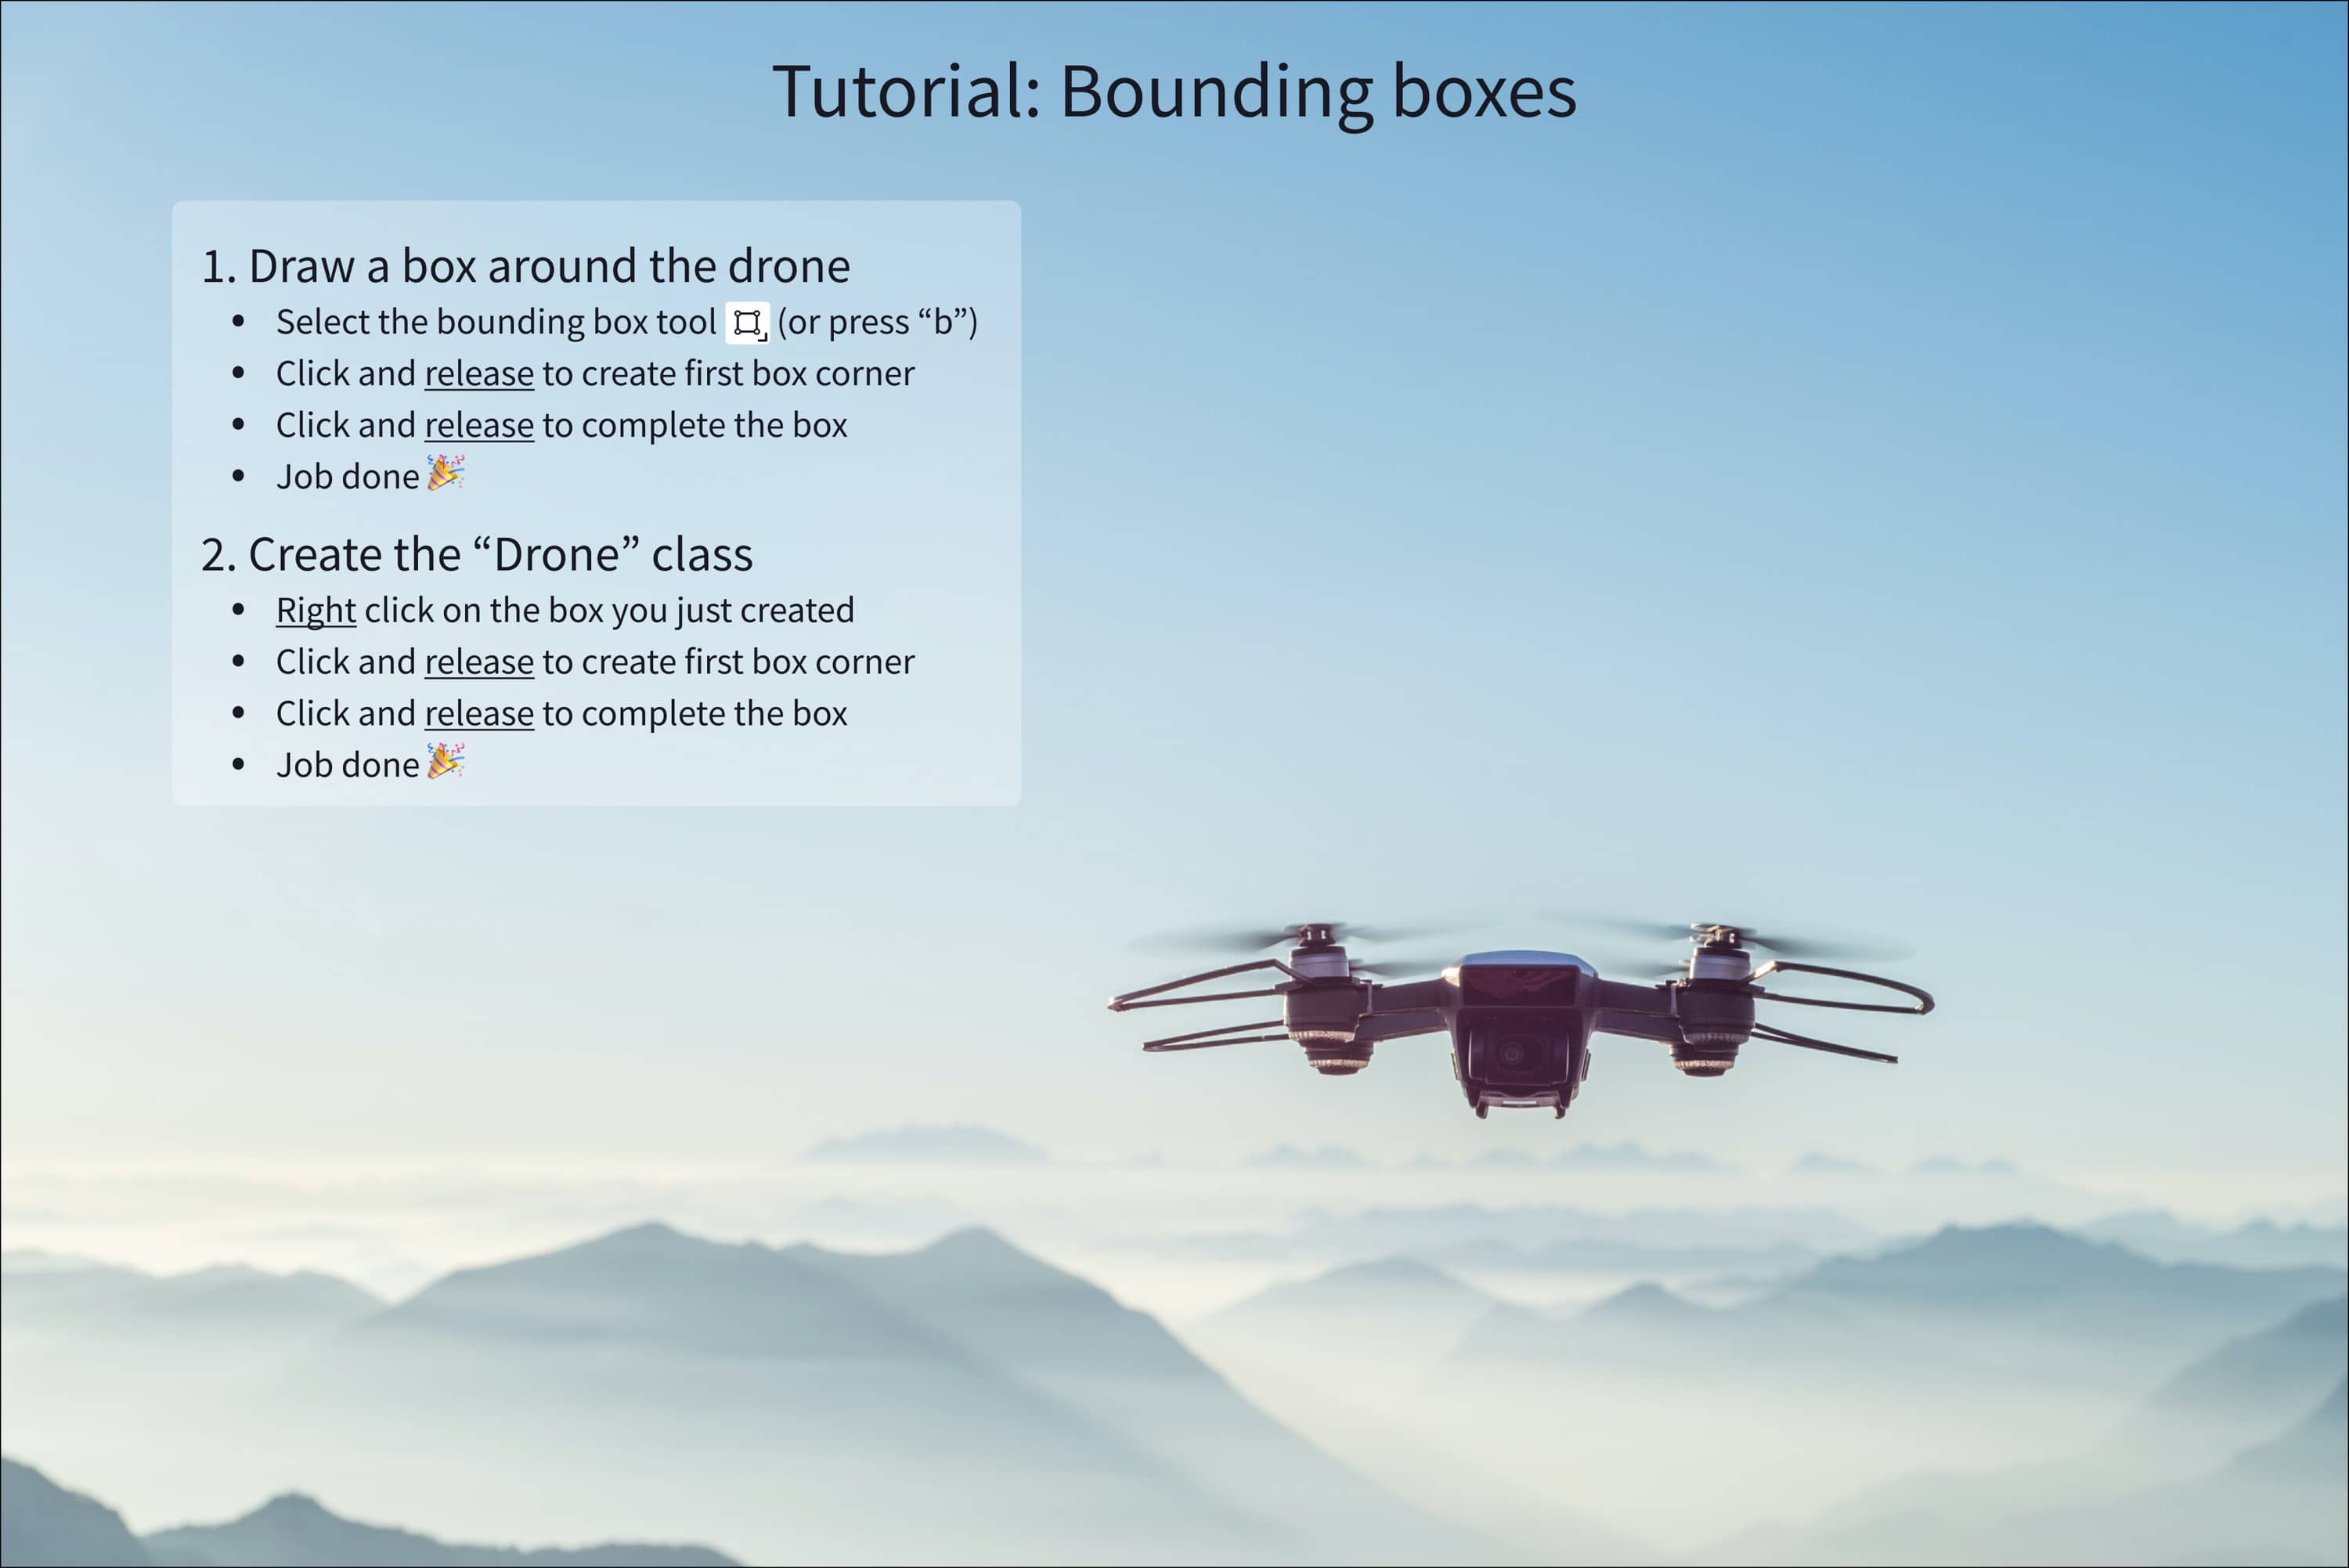 Tutorial: Bounding boxes
1. Draw a box around the drone
• Select the bounding box tool (or press “b”)
• Click and release to create first box corner
• Click and release to complete the box
• Job done 🎉
2. Create the “Drone” class
• Right click on the box you just created
• Click and release to create first box corner
• Click and release to complete the box
• Job done 🎉